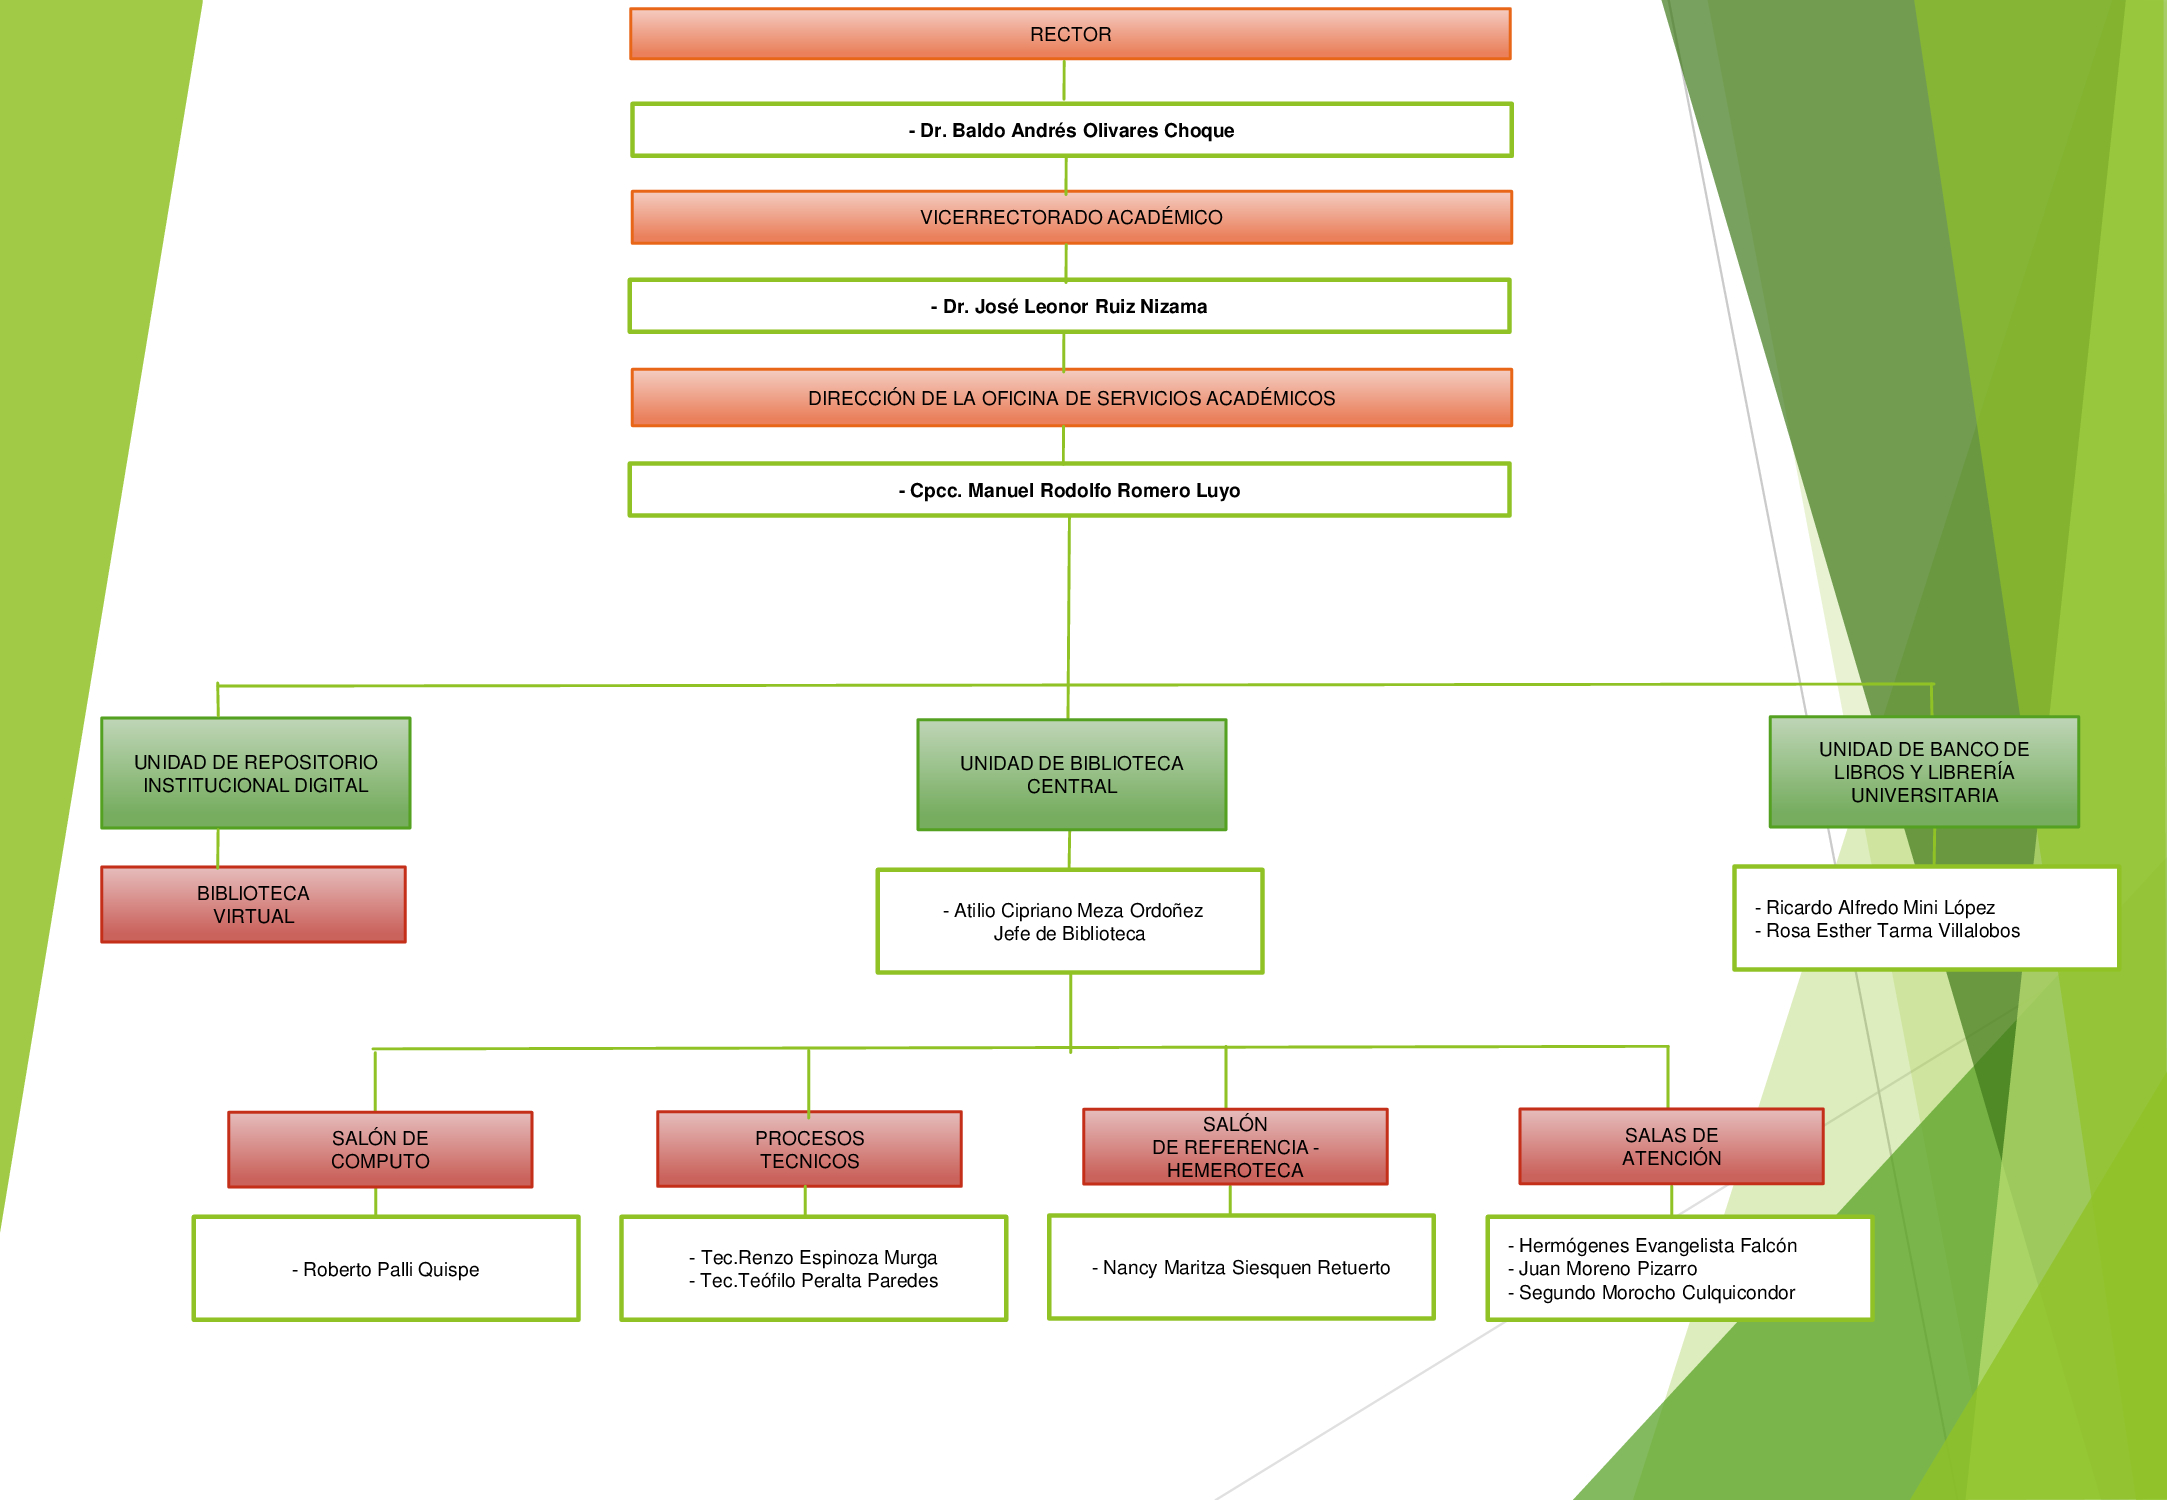 RECTOR
- Dr. Baldo Andrés Olivares Choque
VICERRECTORADO ACADÉMICO
- Dr. José Leonor Ruiz Nizama
DIRECCIÓN DE LA OFICINA DE SERVICIOS ACADÉMICOS
- Cpcc. Manuel Rodolfo Romero Luyo
UNIDAD DE REPOSITORIO
INSTITUCIONAL DIGITAL
BIBLIOTECA
VIRTUAL
UNIDAD DE BIBLIOTECA
CENTRAL
- Atilio Cipriano Meza Ordoñez
Jefe de Biblioteca
UNIDAD DE BANCO DE
LIBROS Y LIBRERÍA
UNIVERSITARIA
- Ricardo Alfredo Mini López
- Rosa Esther Tarma Villalobos
SALÓN DE
COMPUTO
- Roberto Palli Quispe
PROCESOS
TECNICOS
- Tec.Renzo Espinoza Murga
- Tec.Teófilo Peralta Paredes
SALÓN
DE REFERENCIA -
HEMEROTECA
- Nancy Maritza Siesquen Retuerto
SALAS DE
ATENCIÓN
- Hermógenes Evangelista Falcón
- Juan Moreno Pizarro
- Segundo Morocho Culquicondor